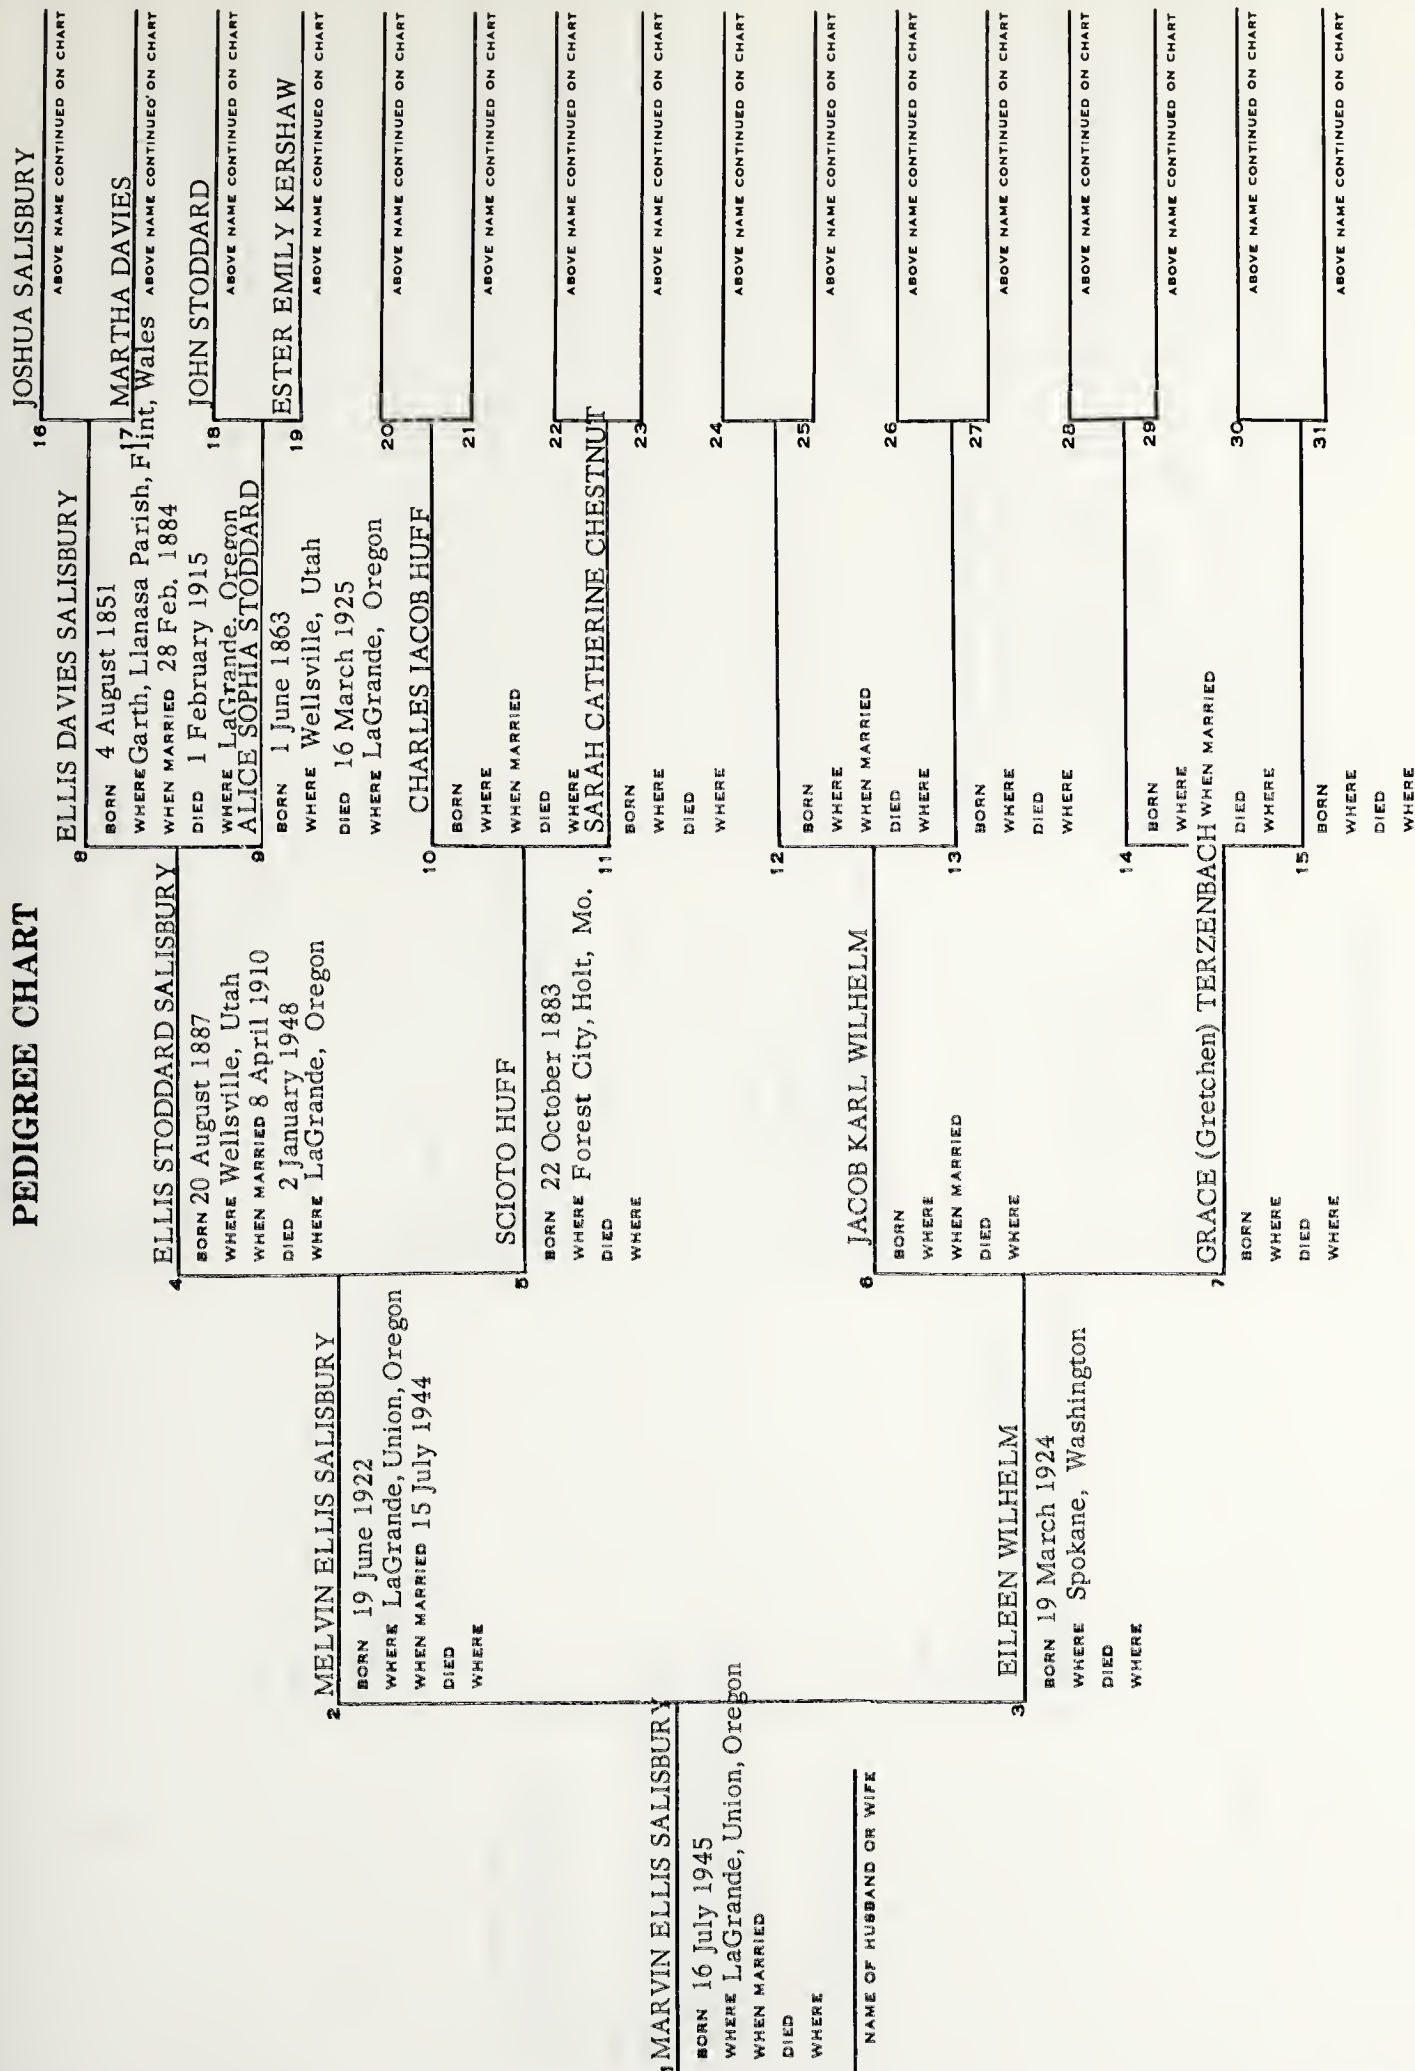 PEDIGREE CHART
MARVIN ELLIS SALISBURY
BORN 16 July 1945
WHERE LaGrande, Union, Oregon
WHEN MARRIED
DIED
WHERE
NAME OF HUSBAND OR WIFE
2
MELVIN ELLIS SALISBURY
BORN 19 June 1922
WHERE LaGrande, Union, Oregon
WHEN MARRIED 15 July 1944
DIED
WHERE
3
EILEEN WILHELM
BORN 19 March 1924
WHERE Spokane, Washington
DIED
WHERE
4
ELLIS STODDARD SALISBURY
BORN 20 August 1887
WHERE Wellsville, Utah
WHEN MARRIED 8 April 1910
DIED 2 January 1948
WHERE LaGrande, Oregon
5
SCIOTO HUFF
BORN 22 October 1883
WHERE Forest City, Holt, Mo.
DIED
WHERE
6
JACOB KARL WILHELM
BORN
WHERE
WHEN MARRIED
DIED
WHERE
7
GRACE (Gretchen) TERZENBACH
BORN
WHERE
DIED
WHERE
8
ELLIS DAVIES SALISBURY
BORN 4 August 1851
WHERE Garth, Llanasa Parish, Flint, Wales
WHEN MARRIED 28 Feb. 1884
DIED 1 February 1915
WHERE LaGrande, Oregon
9
ALICE SOPHIA STODDARD
BORN 1 June 1863
WHERE Wellsville, Utah
DIED 16 March 1925
WHERE LaGrande, Oregon
10
CHARLES JACOB HUFF
BORN
WHERE
WHEN MARRIED
DIED
WHERE
11
SARAH CATHERINE CHESTNUT
BORN
WHERE
DIED
WHERE
12
BORN
WHERE
WHEN MARRIED
DIED
WHERE
13
BORN
WHERE
DIED
WHERE
14
BORN
WHERE
WHEN MARRIED
DIED
WHERE
15
BORN
WHERE
DIED
WHERE
16
JOSHUA SALISBURY
ABOVE NAME CONTINUED ON CHART
17
MARTHA DAVIES
ABOVE NAME CONTINUED ON CHART
18
JOHN STODDARD
ABOVE NAME CONTINUED ON CHART
19
ESTER EMILY KERSHAW
ABOVE NAME CONTINUED ON CHART
20
ABOVE NAME CONTINUED ON CHART
21
ABOVE NAME CONTINUED ON CHART
22
ABOVE NAME CONTINUED ON CHART
23
ABOVE NAME CONTINUED ON CHART
24
ABOVE NAME CONTINUED ON CHART
25
ABOVE NAME CONTINUED ON CHART
26
ABOVE NAME CONTINUED ON CHART
27
ABOVE NAME CONTINUED ON CHART
28
ABOVE NAME CONTINUED ON CHART
29
ABOVE NAME CONTINUED ON CHART
30
ABOVE NAME CONTINUED ON CHART
31
ABOVE NAME CONTINUED ON CHART